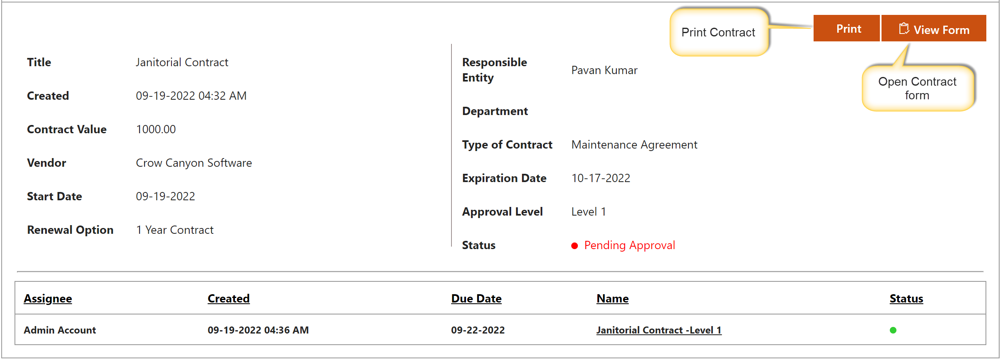 Print Contract
Print
View Form
Open Contract
form
Title Janitorial Contract
Created 09-19-2022 04:32 AM
Contract Value 1000.00
Vendor Crow Canyon Software
Start Date 09-19-2022
Renewal Option 1 Year Contract
Responsible
Entity
Pavan Kumar
Department
Type of Contract Maintenance Agreement
Expiration Date 10-17-2022
Approval Level Level 1
Status Pending Approval
Assignee Created Due Date Name Status
Admin Account 09-19-2022 04:36 AM 09-22-2022 Janitorial Contract -Level 1